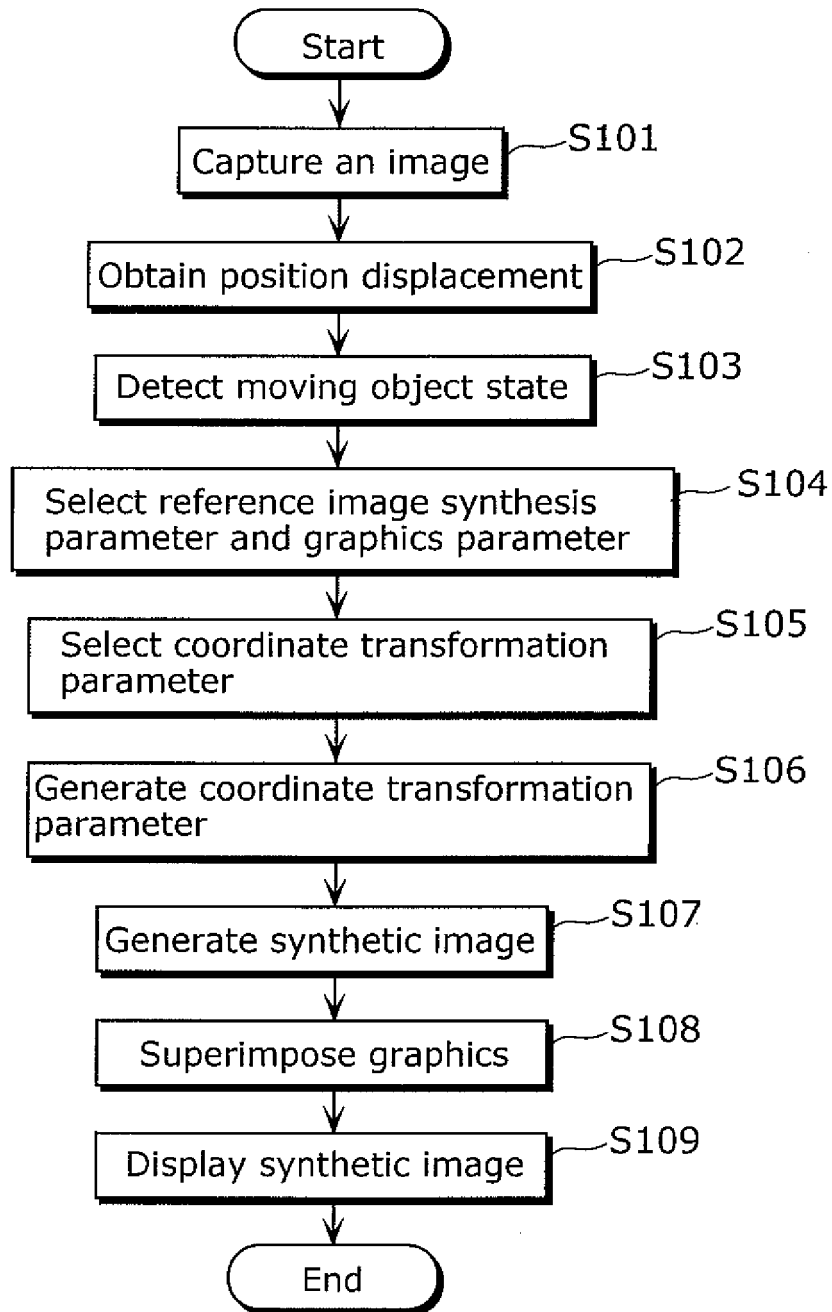 Start
Capture an image
S101
Obtain position displacement
S102
Detect moving object state
S103
Select reference image synthesis
parameter and graphics parameter
S104
Select coordinate transformation
parameter
S105
Generate coordinate transformation
parameter
S106
Generate synthetic image
S107
Superimpose graphics
S108
Display synthetic image
S109
End